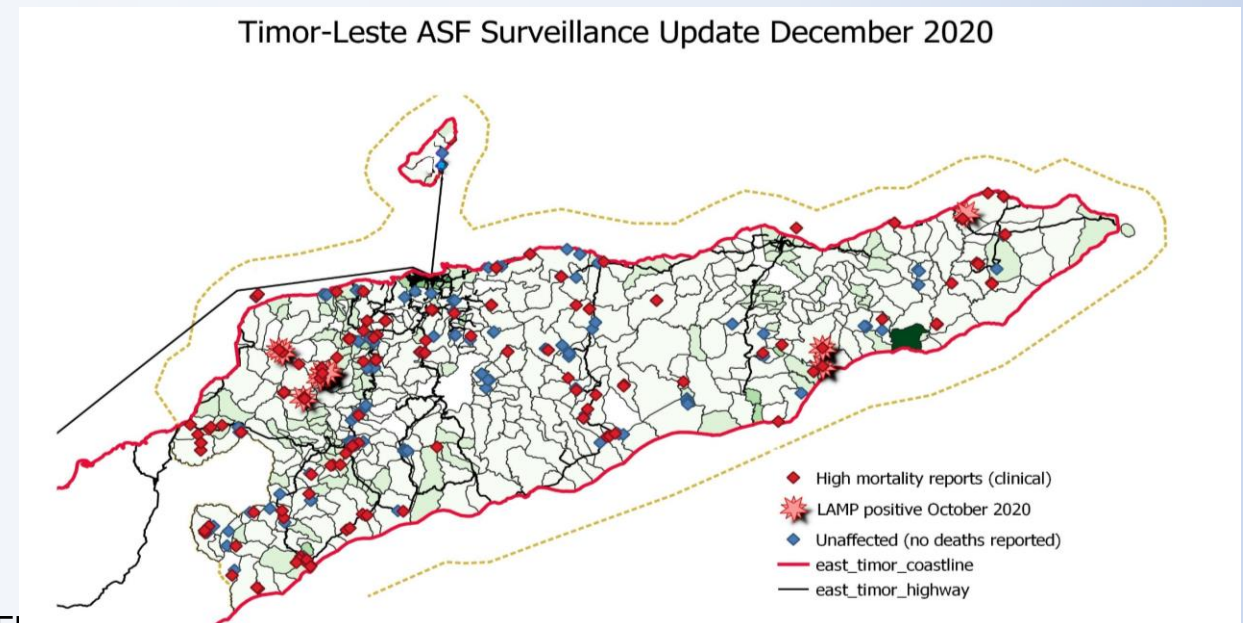 Timor-Leste ASF Surveillance Update December 2020
High mortality reports (clinical)
LAMP positive October 2020
Unaffected (no deaths reported)
east_timor_coastline
east_timor_highway